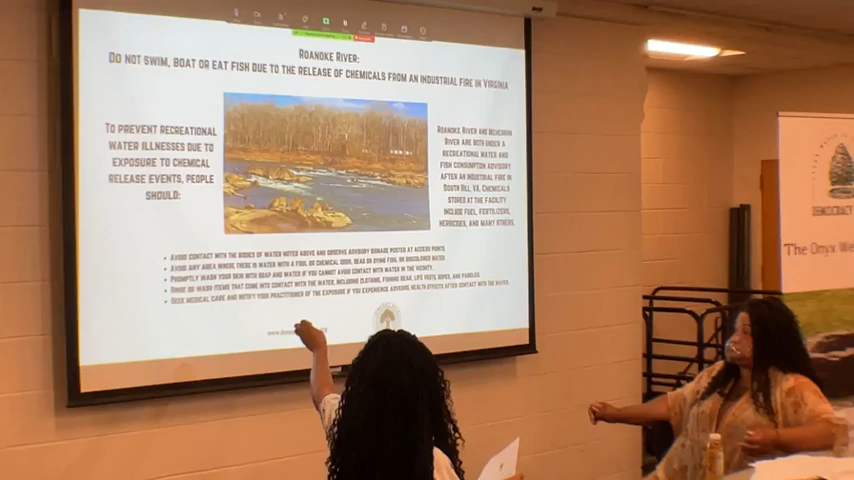 Roanoke River:
Do not swim, boat or eat fish due to the release of chemicals from an industrial fire in Virginia
To prevent recreational
water illnesses due to
exposure to chemical
release events, people
should:
Roanoke River and Meherrin
River are both under a
recreational water and
fish consumption advisory
after an industrial fire in
South Hill, VA. Chemicals
stored at the facility
include fuel, fertilizers,
herbicides, and many others.
• Avoid contact with the bodies of water noted above and observe advisory signage posted at access points.
• Avoid any area where there is water with a foul or chemical odor, dead or dying fish, or discolored water.
• Promptly wash your skin with soap and water if you cannot avoid contact with water in the vicinity.
• Rinse or wash items that come into contact with the water, including clothing, fishing gear, life vests, ropes, and paddles.
• Seek medical care and notify your practitioner of the exposure if you experience adverse health effects after contact with the water.
DEMOCRACY
The Onyx We